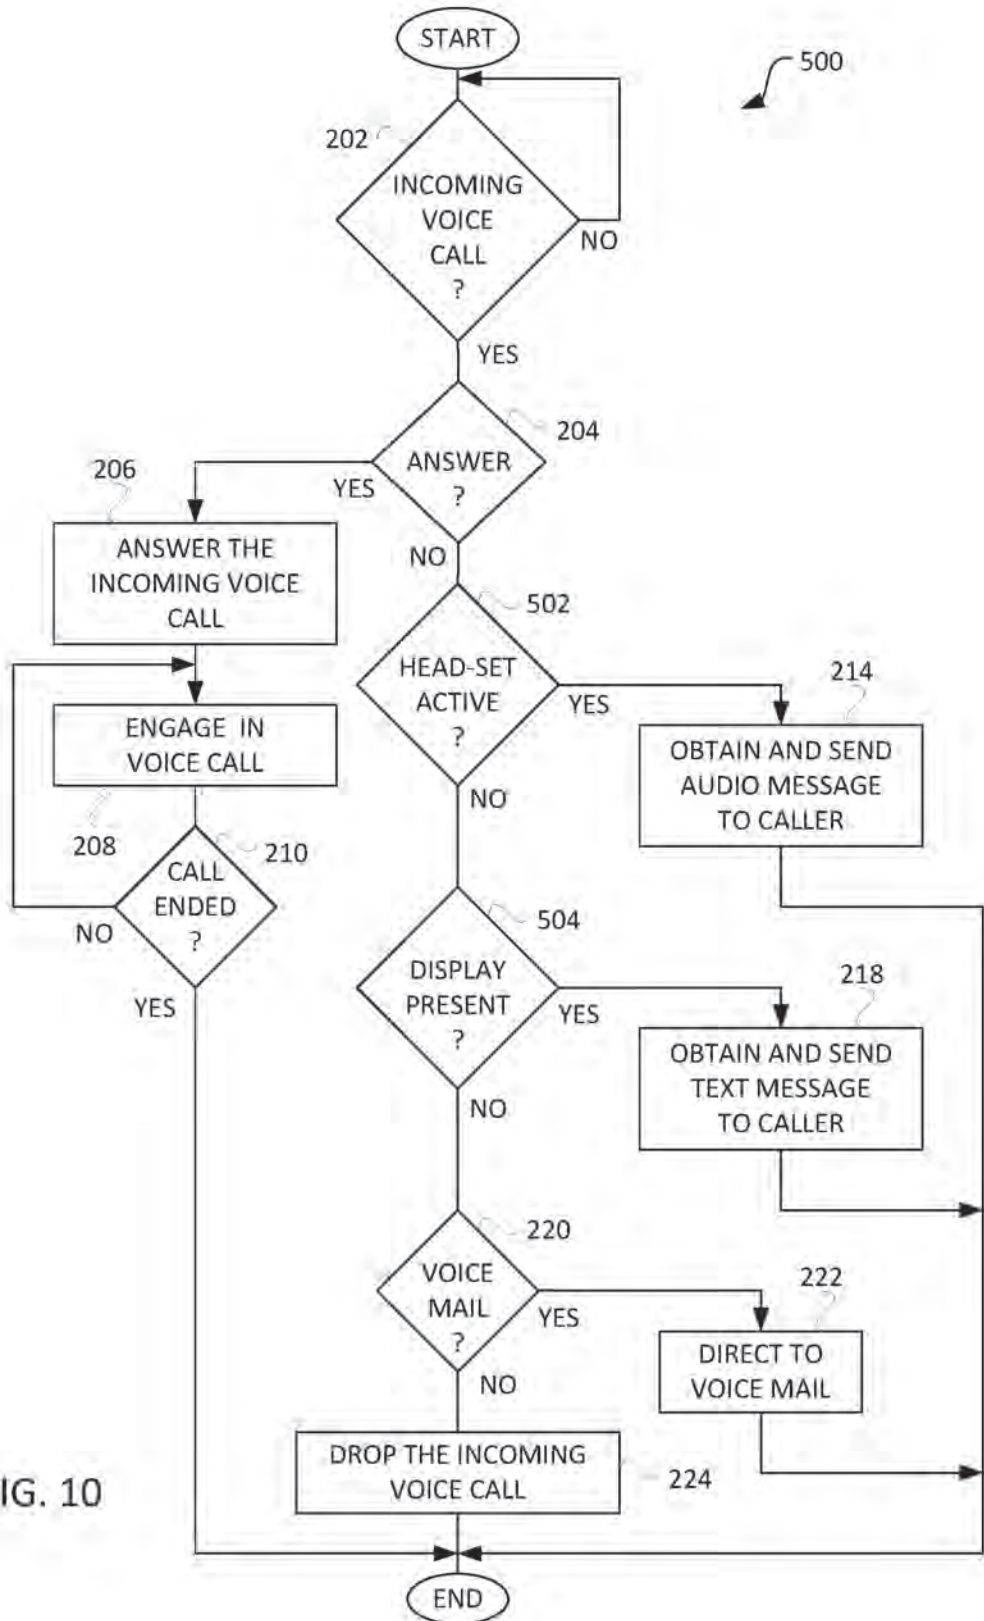 START
500
202
INCOMING
VOICE
CALL
?
NO
YES
204
ANSWER
?
YES
NO
206
ANSWER THE
INCOMING VOICE
CALL
502
HEAD-SET
ACTIVE
?
YES
NO
214
OBTAIN AND SEND
AUDIO MESSAGE
TO CALLER
ENGAGE IN
VOICE CALL
208
210
CALL
ENDED
?
NO
YES
504
DISPLAY
PRESENT
?
YES
NO
218
OBTAIN AND SEND
TEXT MESSAGE
TO CALLER
220
VOICE
MAIL
?
YES
NO
222
DIRECT TO
VOICE MAIL
DROP THE INCOMING
VOICE CALL
224
IG. 10
END